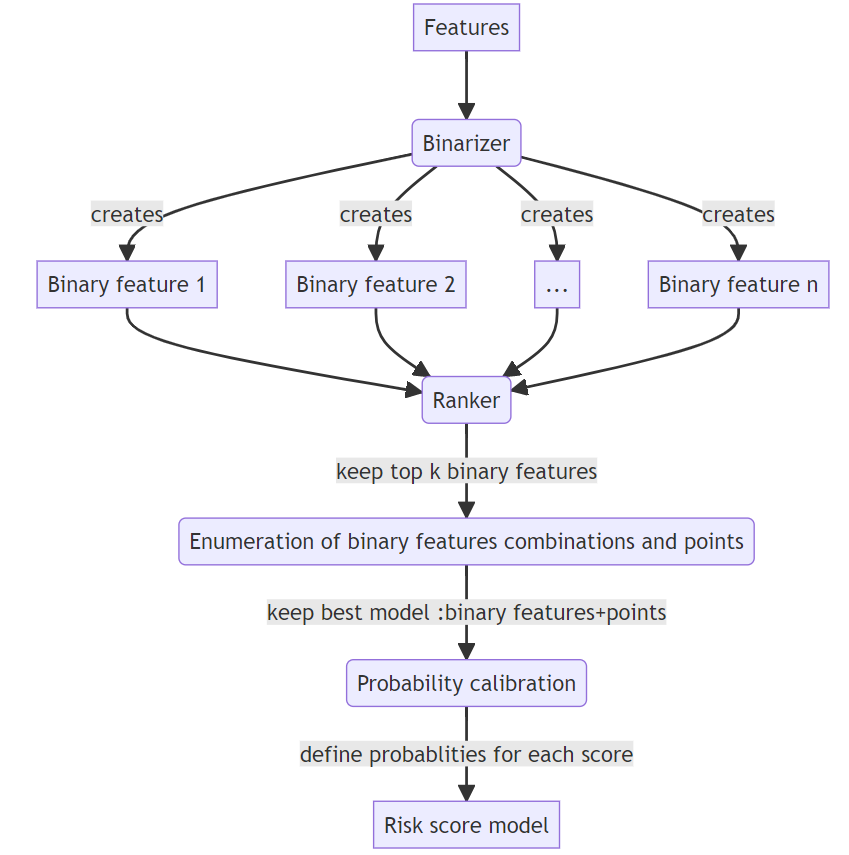 Features
Binarizer
creates
creates
creates
creates
Binary feature 1
Binary feature 2
...
Binary feature n
Ranker
keep top k binary features
Enumeration of binary features combinations and points
keep best model :binary features+points
Probability calibration
define probablities for each score
Risk score model